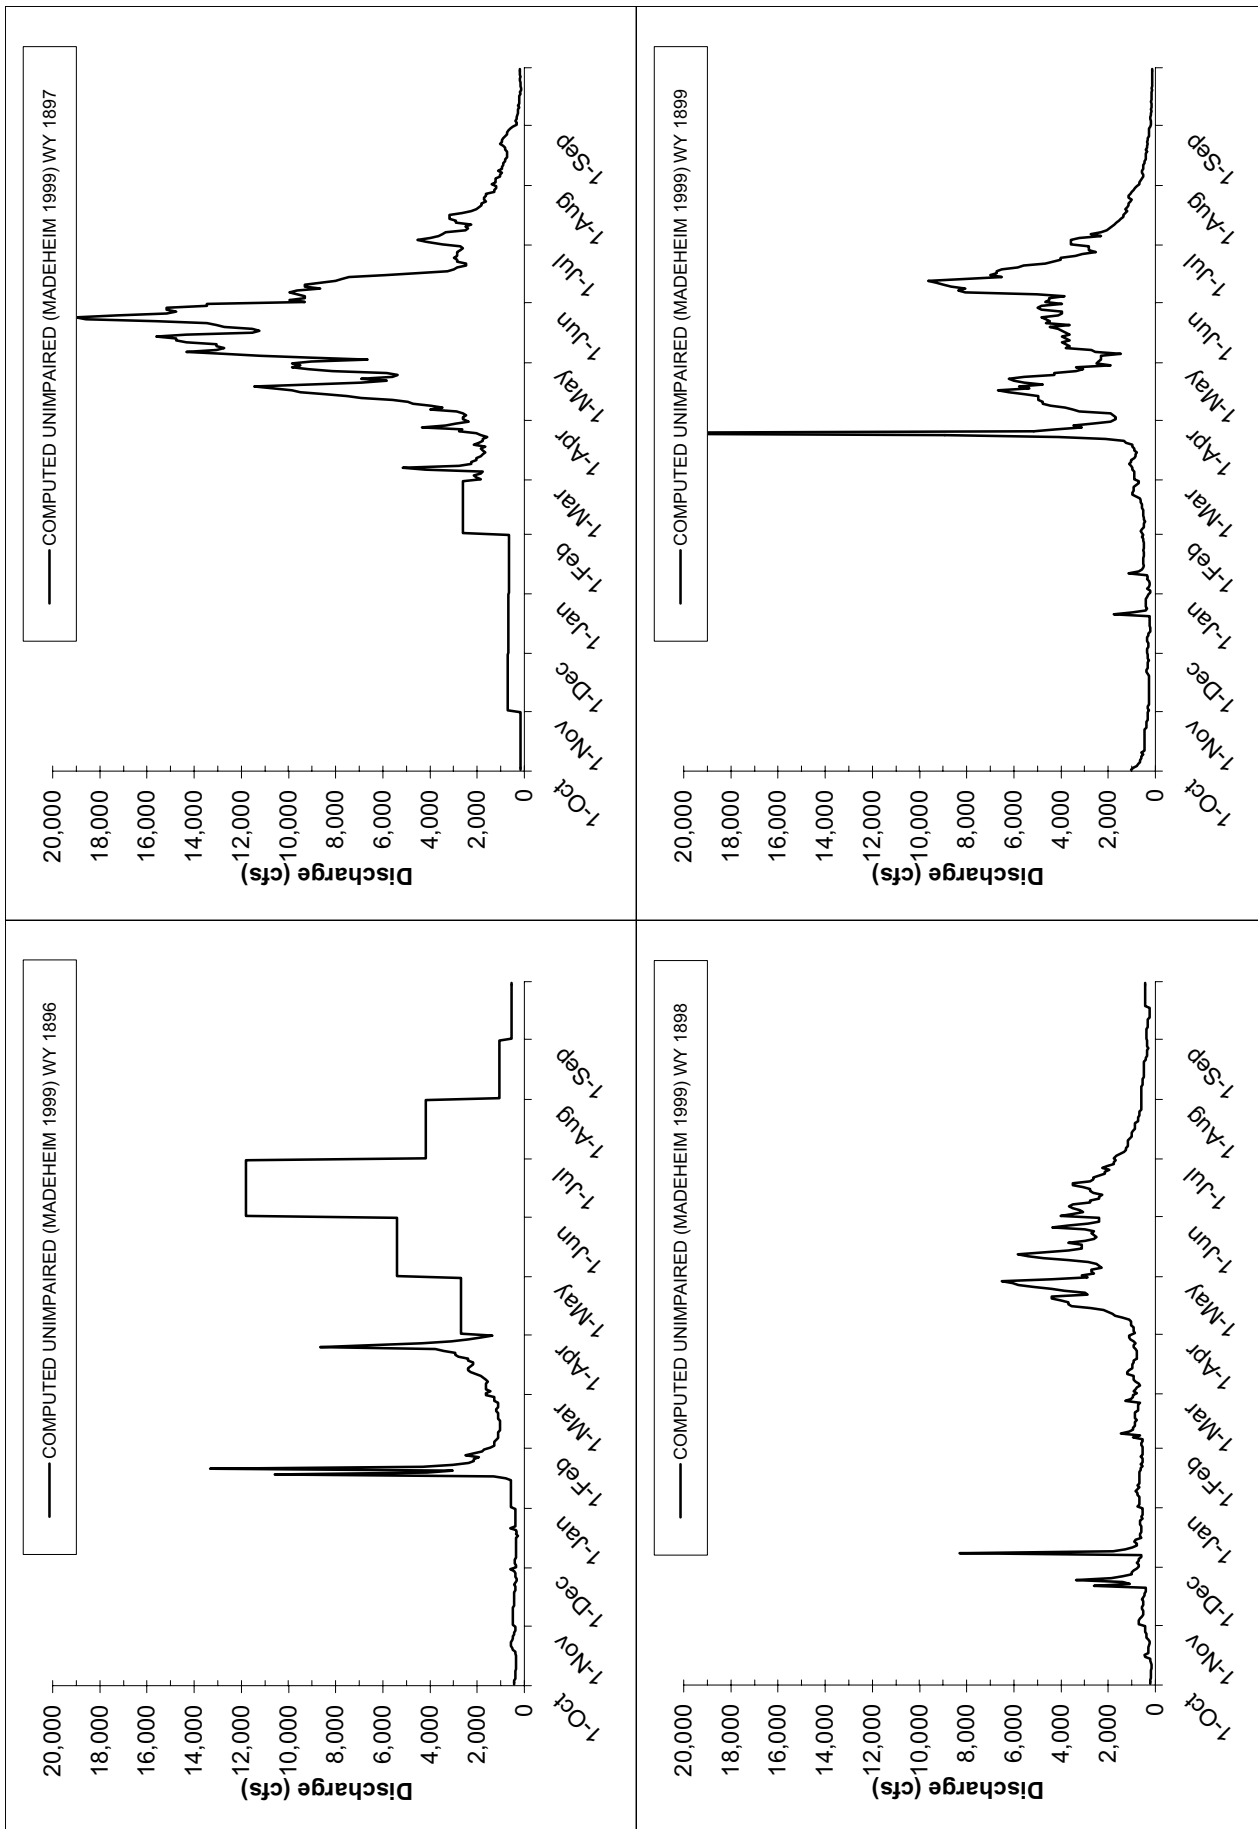 COMPUTED UNIMPAIRED (MADEHEIM 1999) WY 1896
20,000
18,000
16,000
14,000
12,000
10,000
8,000
6,000
4,000
2,000
0
Discharge (cfs)
1-Oct
1-Nov
1-Dec
1-Jan
1-Feb
1-Mar
1-Apr
1-May
1-Jun
1-Jul
1-Aug
1-Sep
COMPUTED UNIMPAIRED (MADEHEIM 1999) WY 1897
20,000
18,000
16,000
14,000
12,000
10,000
8,000
6,000
4,000
2,000
0
Discharge (cfs)
1-Oct
1-Nov
1-Dec
1-Jan
1-Feb
1-Mar
1-Apr
1-May
1-Jun
1-Jul
1-Aug
1-Sep
COMPUTED UNIMPAIRED (MADEHEIM 1999) WY 1898
20,000
18,000
16,000
14,000
12,000
10,000
8,000
6,000
4,000
2,000
0
Discharge (cfs)
1-Oct
1-Nov
1-Dec
1-Jan
1-Feb
1-Mar
1-Apr
1-May
1-Jun
1-Jul
1-Aug
1-Sep
COMPUTED UNIMPAIRED (MADEHEIM 1999) WY 1899
20,000
18,000
16,000
14,000
12,000
10,000
8,000
6,000
4,000
2,000
0
Discharge (cfs)
1-Oct
1-Nov
1-Dec
1-Jan
1-Feb
1-Mar
1-Apr
1-May
1-Jun
1-Jul
1-Aug
1-Sep